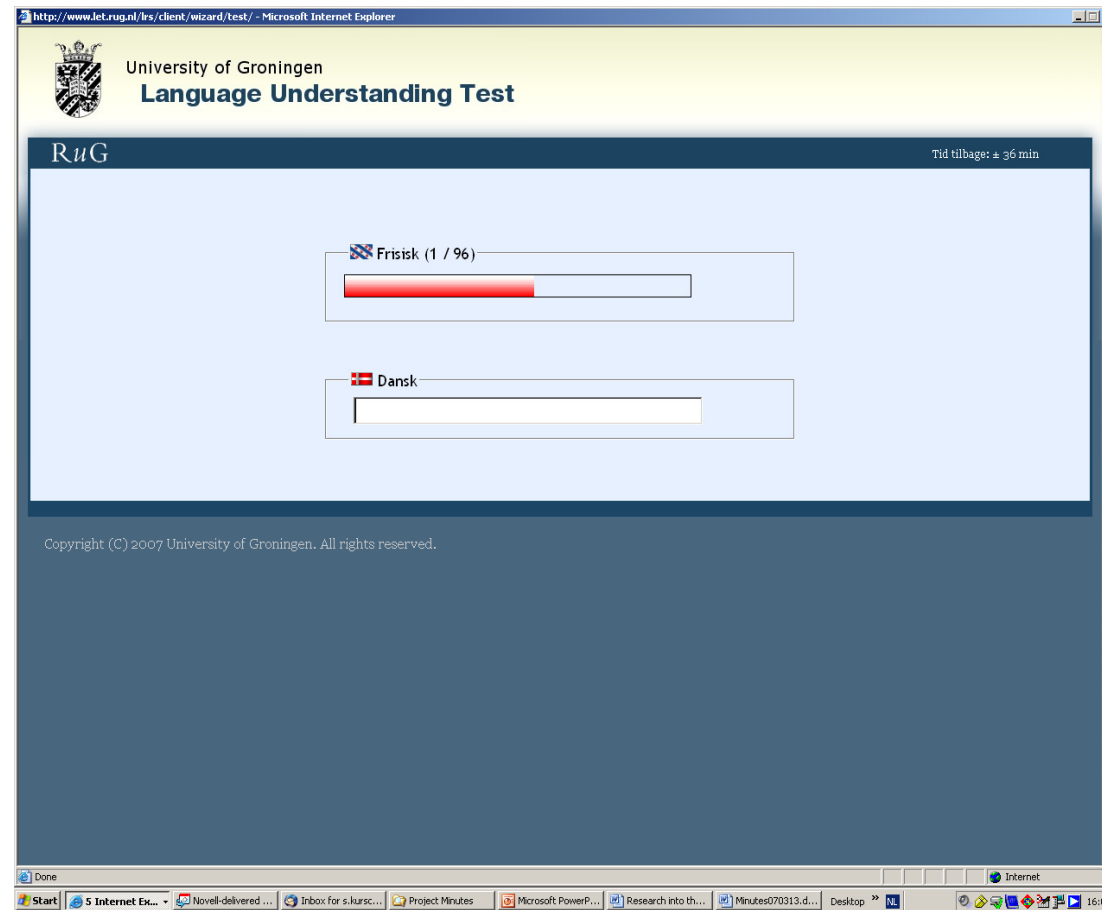 http://www.let.rug.nl/lrs/client/wizard/test/ - Microsoft Internet Explorer
University of Groningen
Language Understanding Test
RuG
Tid tilbage: ± 36 min
Frisisk (1 / 96)
Dansk
Copyright (C) 2007 University of Groningen. All rights reserved.
Done
Internet
Start
5 Internet Ex...
Novell-delivered ...
Inbox for s.kursc...
Project Minutes
Microsoft PowerP...
Research into th...
Minutes070313.d...
Desktop »
NL